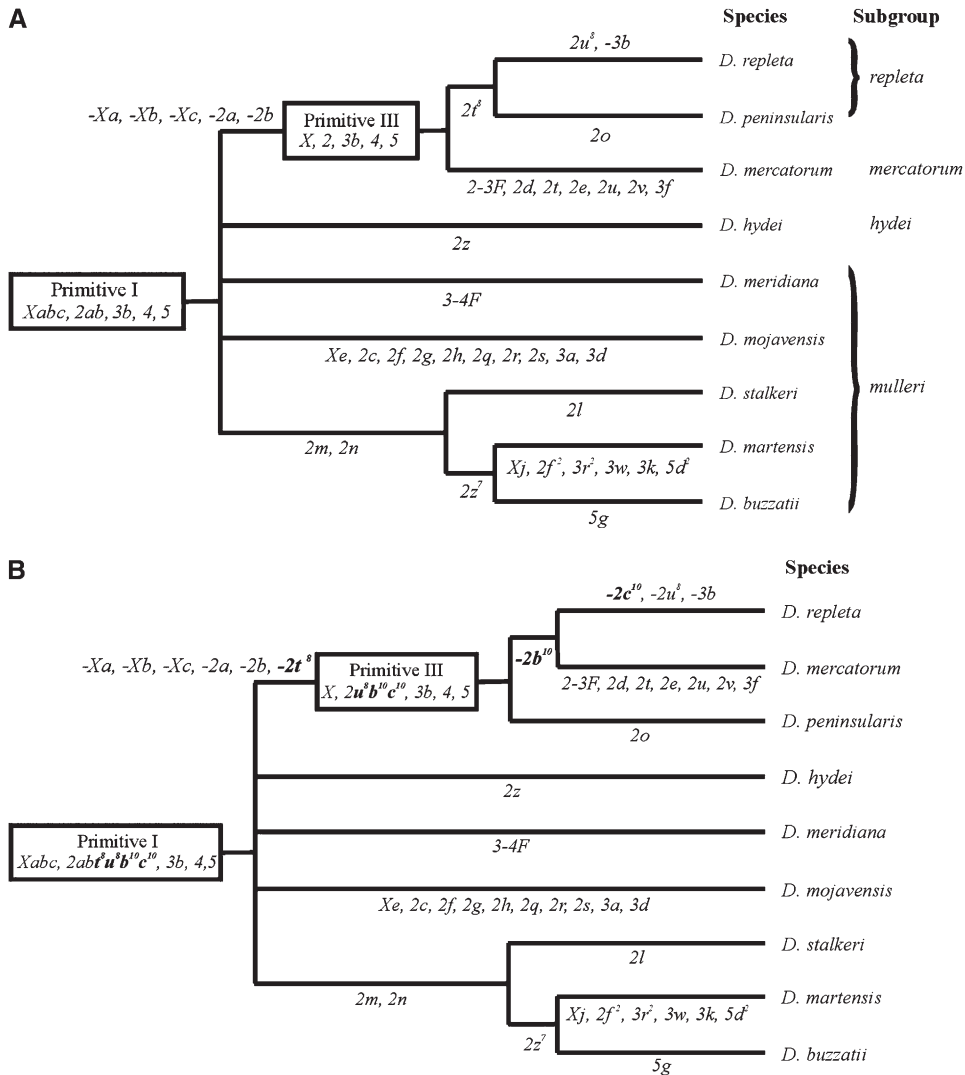 A
Species Subgroup
2u⁸, -3b
D. repleta
repleta
2t⁸
-Xa, -Xb, -Xc, -2a, -2b
Primitive III
X, 2, 3b, 4, 5
D. peninsularis
2o
D. mercatorum mercatorum
2-3F, 2d, 2t, 2e, 2u, 2v, 3f
D. hydei hydei
2z
Primitive I
Xabc, 2ab, 3b, 4, 5
D. meridiana
3-4F
D. mojavensis
Xe, 2c, 2f, 2g, 2h, 2q, 2r, 2s, 3a, 3d
mulleri
D. stalkeri
2l
2m, 2n
D. martensis
Xj, 2f², 3r², 3w, 3k, 5d²
2z⁷
D. buzzatii
5g
B
Species
-2c¹⁰, -2u⁸, -3b
D. repleta
-2b¹⁰
-Xa, -Xb, -Xc, -2a, -2b, -2t⁸
Primitive III
X, 2u⁸b¹⁰c¹⁰, 3b, 4, 5
D. mercatorum
2-3F, 2d, 2t, 2e, 2u, 2v, 3f
D. peninsularis
2o
D. hydei
2z
Primitive I
Xabc, 2abt⁸u⁸b¹⁰c¹⁰, 3b, 4,5
D. meridiana
3-4F
D. mojavensis
Xe, 2c, 2f, 2g, 2h, 2q, 2r, 2s, 3a, 3d
D. stalkeri
2l
2m, 2n
D. martensis
Xj, 2f², 3r², 3w, 3k, 5d²
2z⁷
D. buzzatii
5g